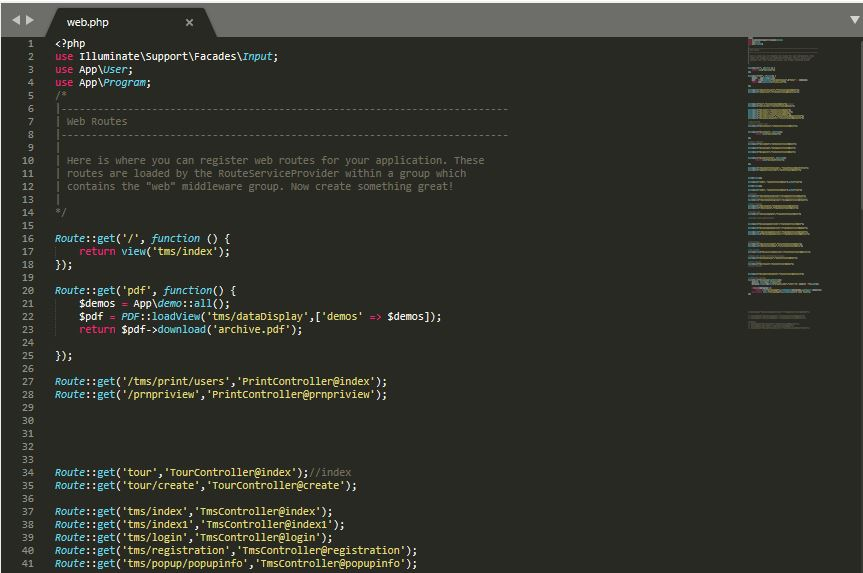 web.php
1 <?php
2 use Illuminate\Support\Facades\Input;
3 use App\User;
4 use App\Program;
5 /*
6 |--------------------------------------------------------------------------
7 | Web Routes
8 |--------------------------------------------------------------------------
9 |
10 | Here is where you can register web routes for your application. These
11 | routes are loaded by the RouteServiceProvider within a group which
12 | contains the "web" middleware group. Now create something great!
13 |
14 */
15
16 Route::get('/', function () {
17     return view('tms/index');
18 });
19
20 Route::get('pdf', function() {
21     $demos = App\demo::all();
22     $pdf = PDF::loadView('tms/dataDisplay',['demos' => $demos]);
23     return $pdf->download('archive.pdf');
24
25 });
26
27 Route::get('/tms/print/users','PrintController@index');
28 Route::get('/prnpriview','PrintController@prnpriview');
29
30
31
32
33
34 Route::get('tour','TourController@index');//index
35 Route::get('tour/create','TourController@create');
36
37 Route::get('tms/index','TmsController@index');
38 Route::get('tms/index1','TmsController@index1');
39 Route::get('tms/login','TmsController@login');
40 Route::get('tms/registration','TmsController@registration');
41 Route::get('tms/popup/popupinfo','TmsController@popupinfo');